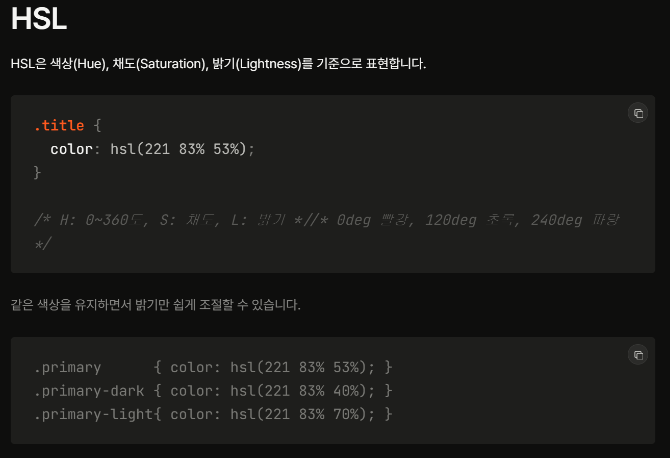 HSL
HSL은 색상(Hue), 채도(Saturation), 밝기(Lightness)를 기준으로 표현합니다.
.title {
  color: hsl(221 83% 53%);
}
/* H: 0~360도, S: 채도, L: 밝기 *//* 0deg 빨강, 120deg 초록, 240deg 파랑
*/
같은 색상을 유지하면서 밝기만 쉽게 조절할 수 있습니다.
.primary      { color: hsl(221 83% 53%); }
.primary-dark { color: hsl(221 83% 40%); }
.primary-light{ color: hsl(221 83% 70%); }